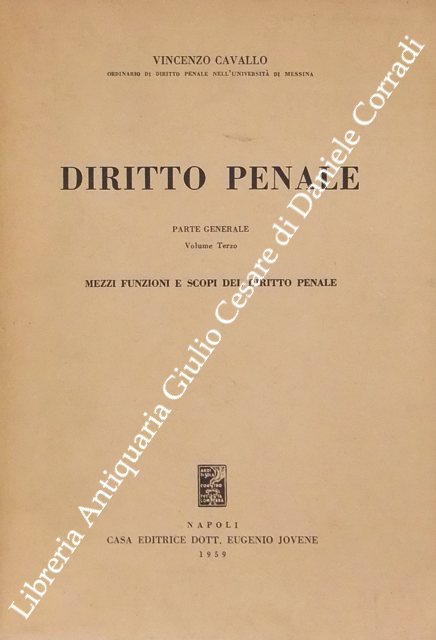 VINCENZO CAVALLO
ORDINARIO DI DIRITTO PENALE NELL'UNIVERSITÀ DI MESSINA
DIRITTO PENALE
PARTE GENERALE
Volume Terzo
MEZZI FUNZIONI E SCOPI DEL DIRITTO PENALE
NAPOLI
CASA EDITRICE DOTT. EUGENIO JOVENE
1959
Libreria Antiquaria Giulio Cesare di Daniele Corradi